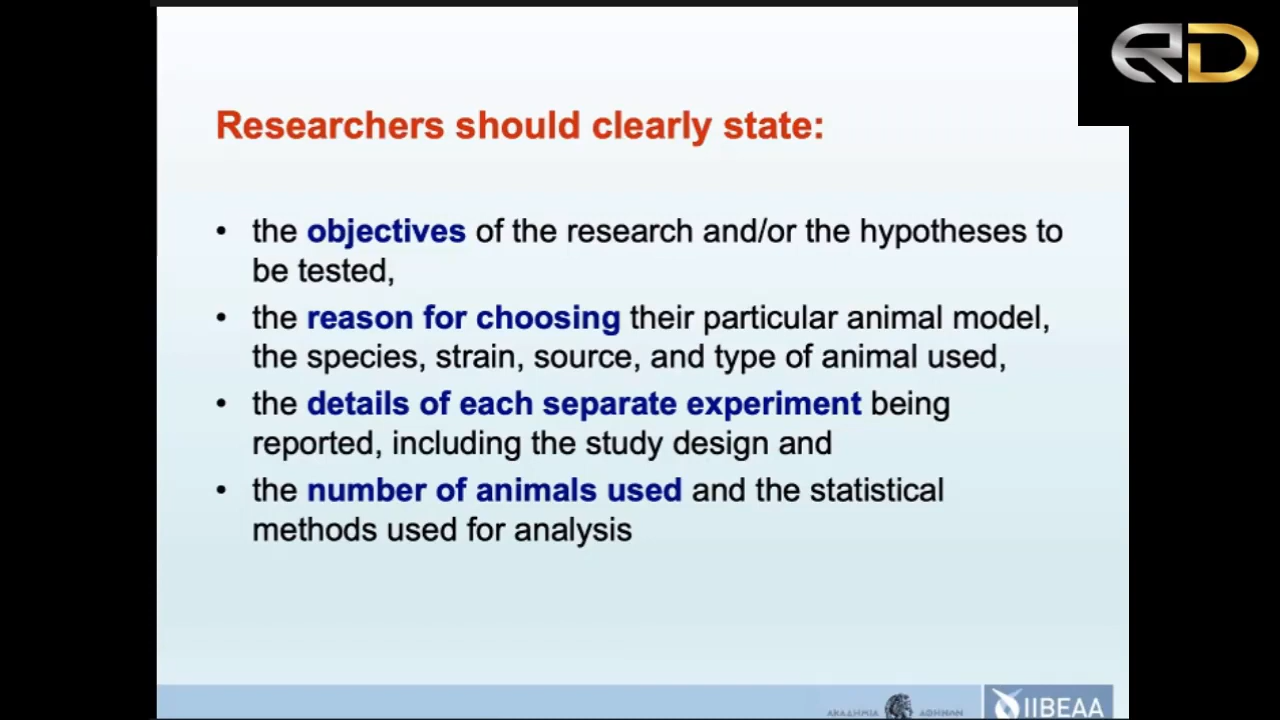 RD
Researchers should clearly state:
• the objectives of the research and/or the hypotheses to
be tested,
• the reason for choosing their particular animal model,
the species, strain, source, and type of animal used,
• the details of each separate experiment being
reported, including the study design and
• the number of animals used and the statistical
methods used for analysis
ΑΚΑΔΗΜΙΑ ΑΘΗΝΩΝ
IIBEAA